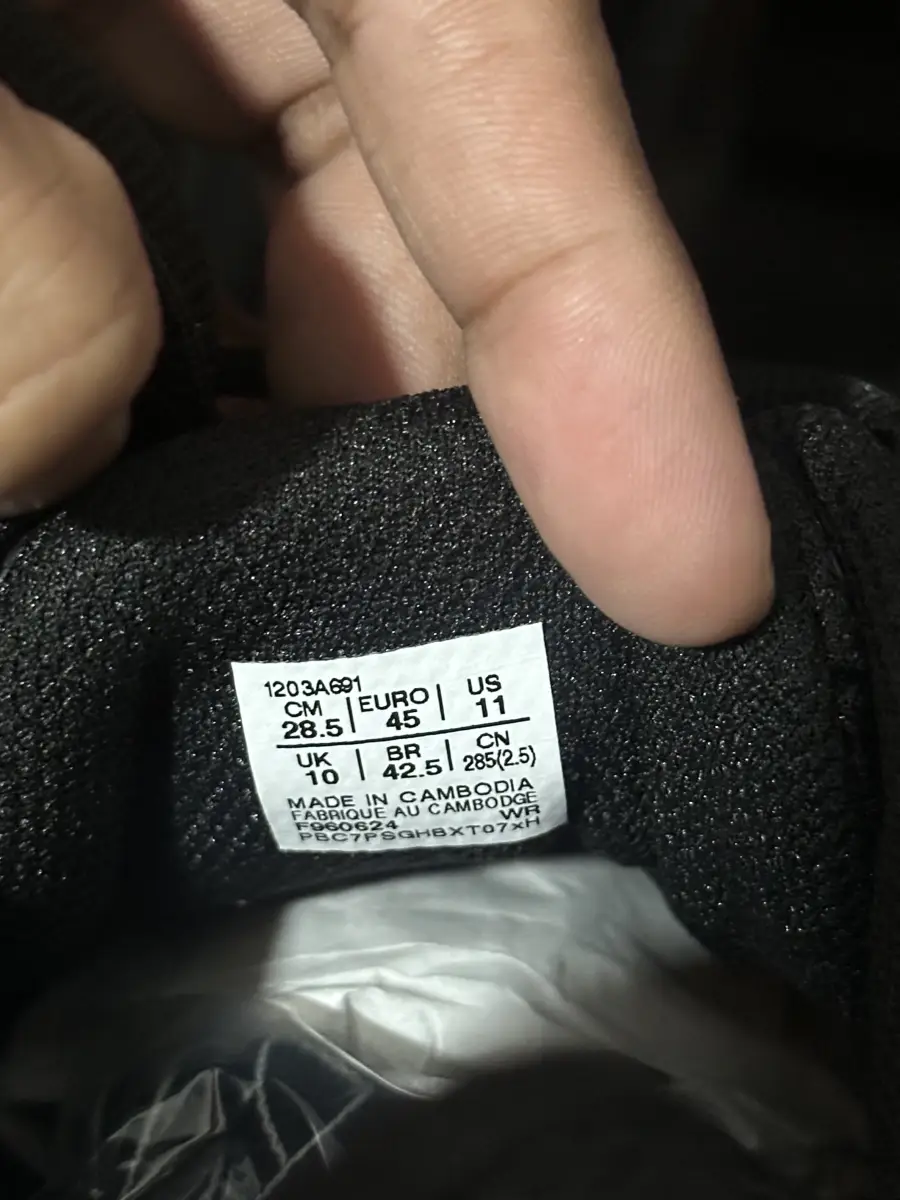 1203A691
CM EURO US
28.5 45 11
UK BR CN
10 42.5 285(2.5)
MADE IN CAMBODIA
FABRIQUE AU CAMBODGE
F960624 WR
PBC7PSGHBXT07xH